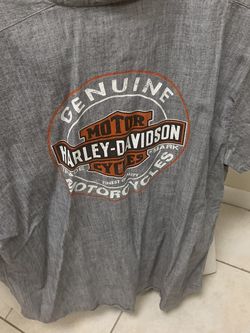 GENUINE
MOTOR
HARLEY-DAVIDSON
CYCLES
MOTORCYCLES